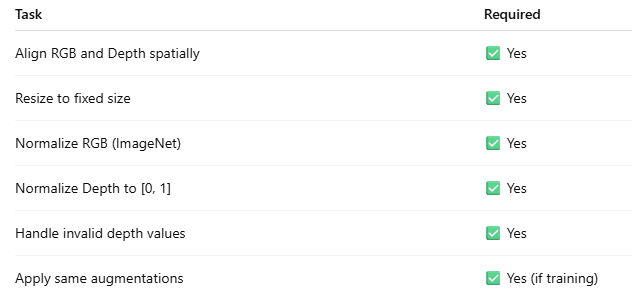 Task Required
Align RGB and Depth spatially ✅ Yes
Resize to fixed size ✅ Yes
Normalize RGB (ImageNet) ✅ Yes
Normalize Depth to [0, 1] ✅ Yes
Handle invalid depth values ✅ Yes
Apply same augmentations ✅ Yes (if training)